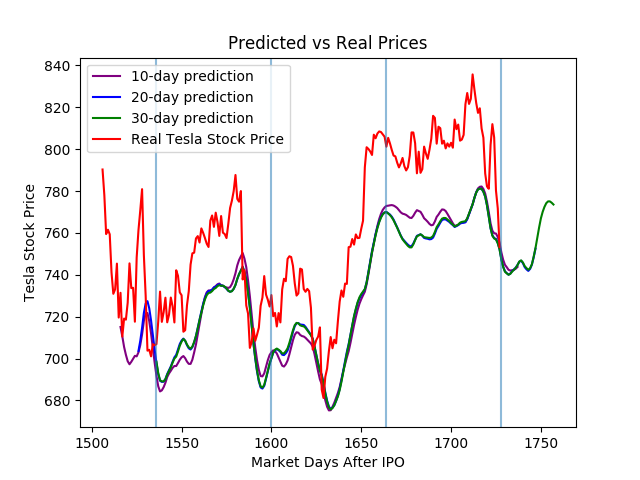 Predicted vs Real Prices
10-day prediction
20-day prediction
30-day prediction
Real Tesla Stock Price
Tesla Stock Price
840
820
800
780
760
740
720
700
680
1500 1550 1600 1650 1700 1750
Market Days After IPO